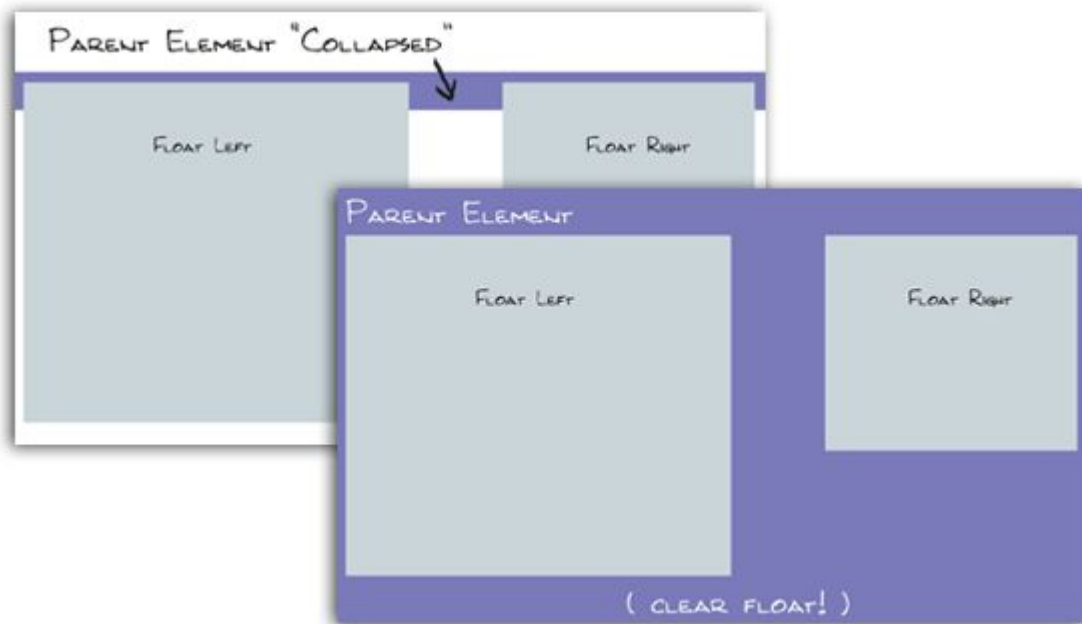 Parent Element "Collapsed"
Float Left
Float Right
Parent Element
Float Left
Float Right
( clear float! )